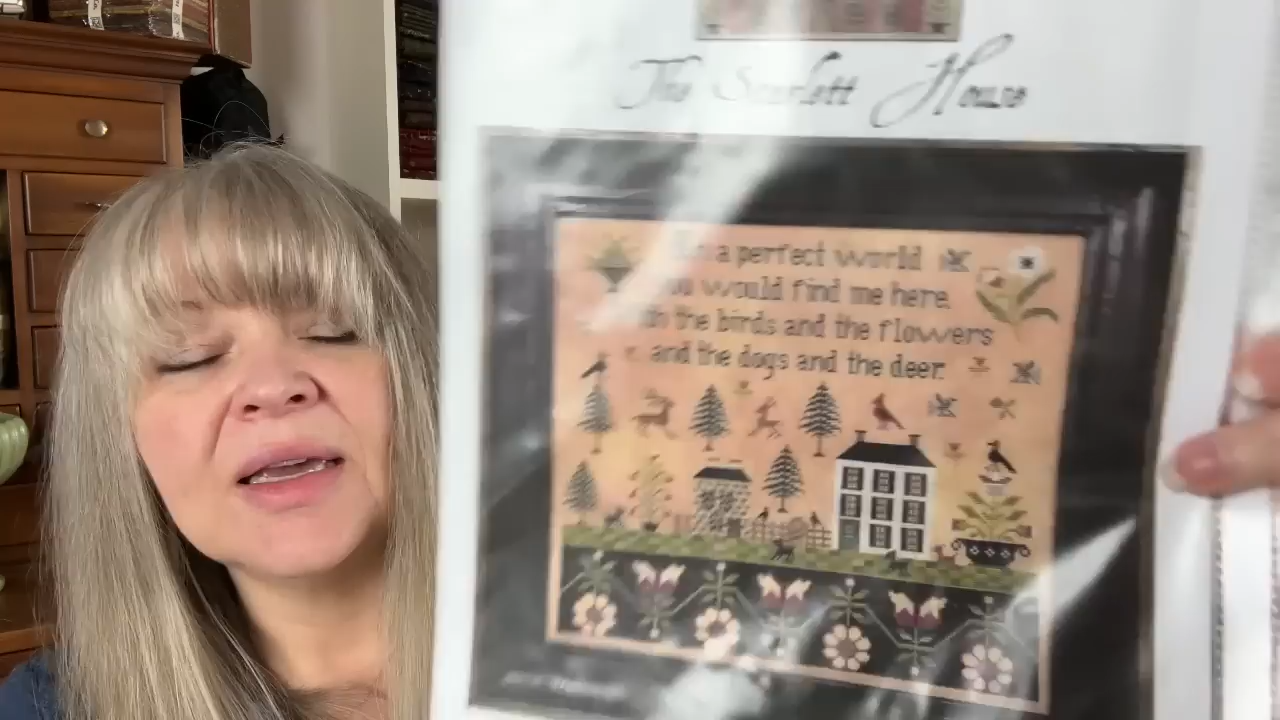 The Scarlett House
a perfect world
would find me here.
the birds and the flowers
and the dogs and the deer.